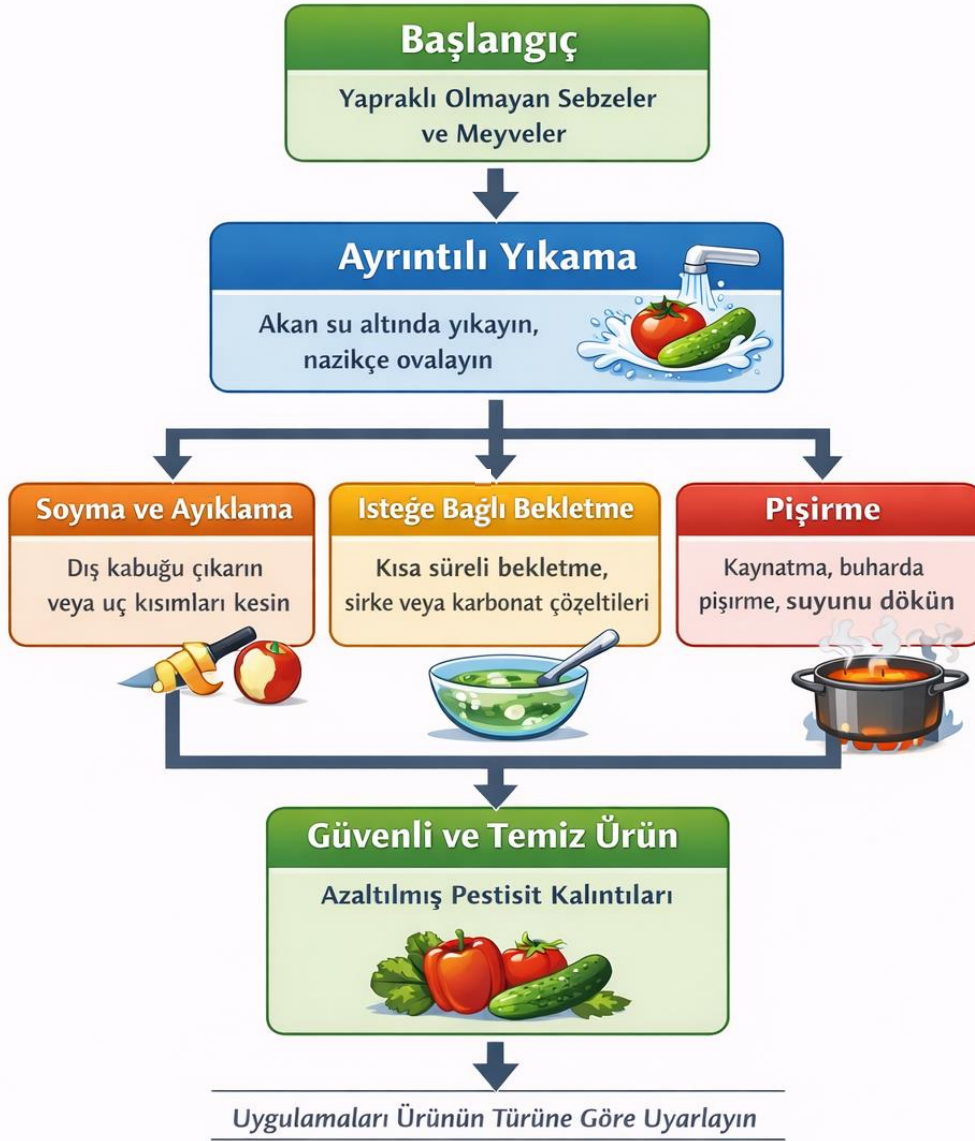 Başlangıç
Yapraklı Olmayan Sebzeler
ve Meyveler
Ayrıntılı Yıkama
Akan su altında yıkayın,
nazikçe ovalayın
Soyma ve Ayıklama
Dış kabuğu çıkarın
veya uç kısımları kesin
Isteğe Bağlı Bekletme
Kısa süreli bekletme,
sirke veya karbonat çözeltileri
Pişirme
Kaynatma, buharda
pişirme, suyunu dökün
Güvenli ve Temiz Ürün
Azaltılmış Pestisit Kalıntıları
Uygulamaları Ürünün Türüne Göre Uyarlayın